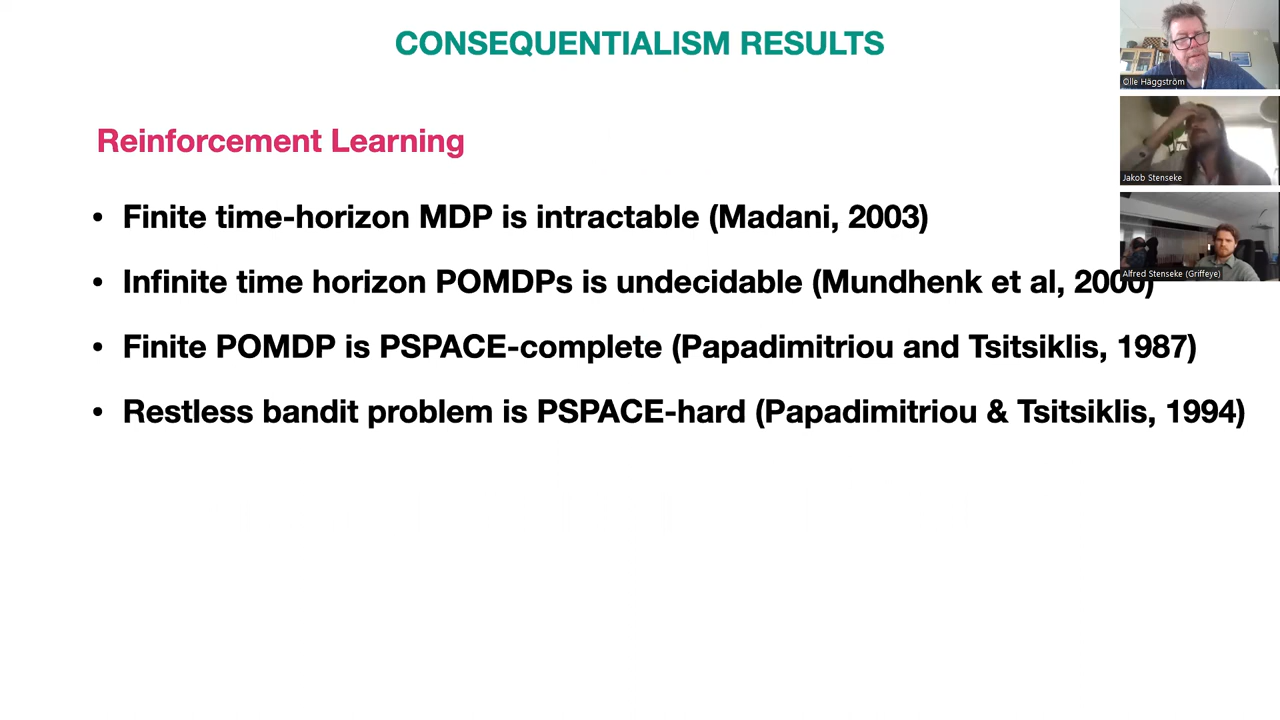 CONSEQUENTIALISM RESULTS
Olle Häggström
Reinforcement Learning
Jakob Stenseke
• Finite time-horizon MDP is intractable (Madani, 2003)
Alfred Stenseke (Griffeye)
• Infinite time horizon POMDPs is undecidable (Mundhenk et al, 2000)
• Finite POMDP is PSPACE-complete (Papadimitriou and Tsitsiklis, 1987)
• Restless bandit problem is PSPACE-hard (Papadimitriou & Tsitsiklis, 1994)